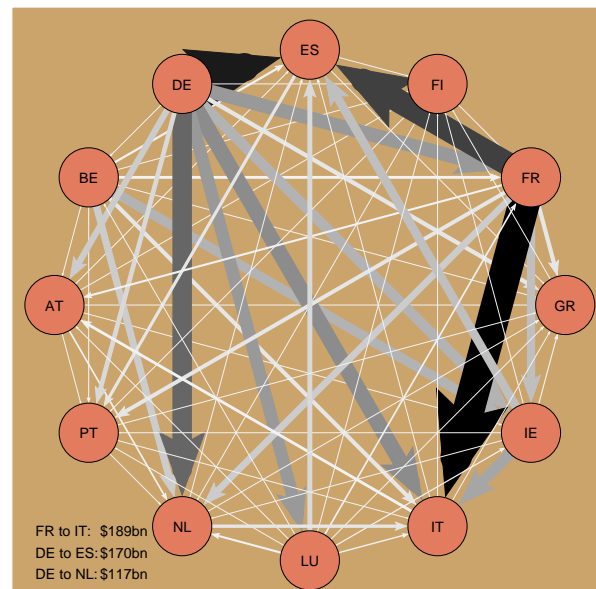 ES
DE
FI
BE
FR
AT
GR
PT
IE
NL
IT
LU
FR to IT: $189bn
DE to ES: $170bn
DE to NL: $117bn